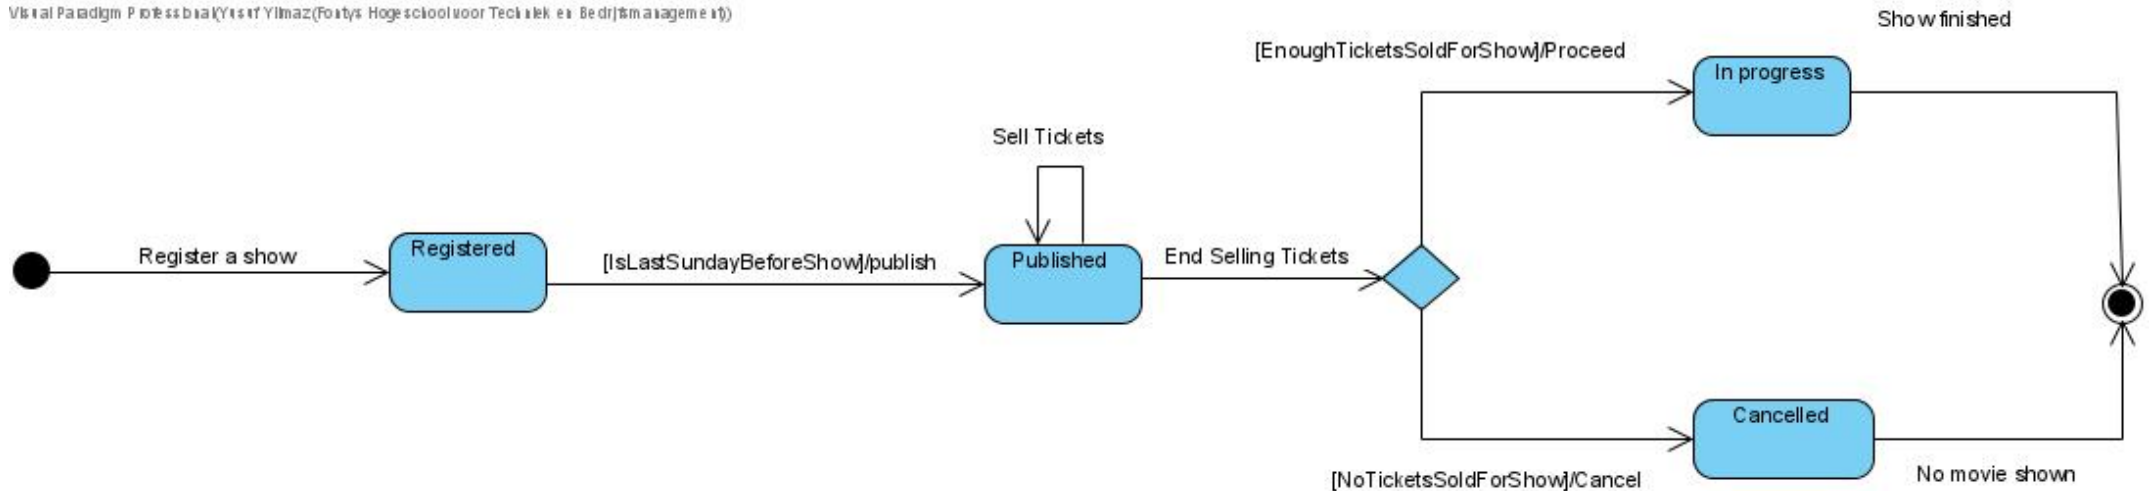 Visual Paradigm Professional(Yusuf Yilmaz(Fontys Hogeschool voor Techniek en Bedrijfsmanagement))
Show finished
[EnoughTicketsSoldForShow]/Proceed
In progress
Sell Tickets
Register a show
Registered
[IsLastSundayBeforeShow]/publish
Published
End Selling Tickets
Cancelled
[NoTicketsSoldForShow]/Cancel
No movie shown